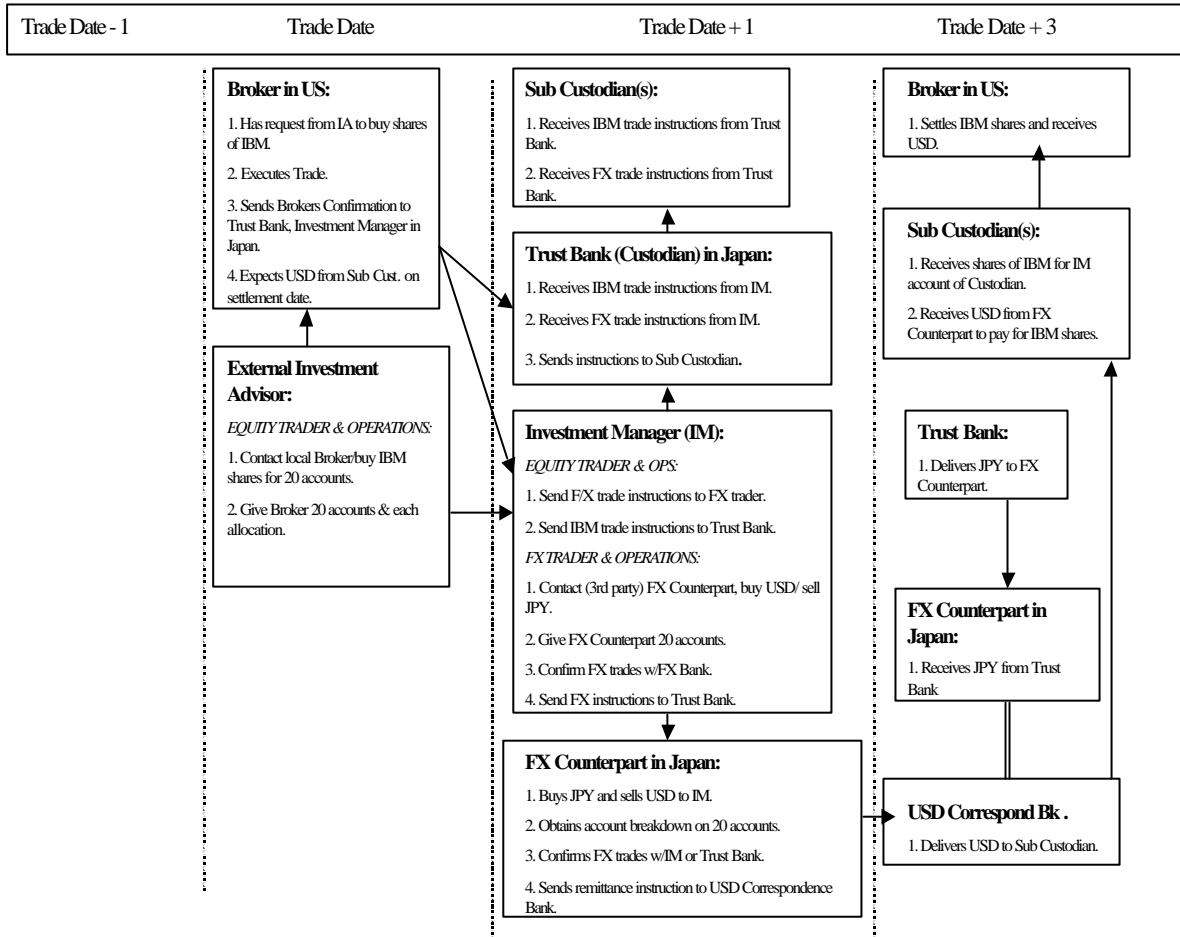 Trade Date - 1
Trade Date
Trade Date + 1
Trade Date + 3
Broker in US:
1. Has request from IA to buy shares
of IBM.
2. Executes Trade.
3. Sends Brokers Confirmation to
Trust Bank, Investment Manager in
Japan.
4. Expects USD from Sub Cust. on
settlement date.
External Investment
Advisor:
EQUITY TRADER & OPERATIONS:
1. Contact local Broker/buy IBM
shares for 20 accounts.
2. Give Broker 20 accounts & each
allocation.
Sub Custodian(s):
1. Receives IBM trade instructions from Trust
Bank.
2. Receives FX trade instructions from Trust
Bank.
Trust Bank (Custodian) in Japan:
1. Receives IBM trade instructions from IM.
2. Receives FX trade instructions from IM.
3. Sends instructions to Sub Custodian.
Investment Manager (IM):
EQUITY TRADER & OPS:
1. Send F/X trade instructions to FX trader.
2. Send IBM trade instructions to Trust Bank.
FX TRADER & OPERATIONS:
1. Contact (3rd party) FX Counterpart, buy USD/ sell
JPY.
2. Give FX Counterpart 20 accounts.
3. Confirm FX trades w/FX Bank.
4. Send FX instructions to Trust Bank.
FX Counterpart in Japan:
1. Buys JPY and sells USD to IM.
2. Obtains account breakdown on 20 accounts.
3. Confirms FX trades w/IM or Trust Bank.
4. Sends remittance instruction to USD Correspondence
Bank.
Broker in US:
1. Settles IBM shares and receives
USD.
Sub Custodian(s):
1. Receives shares of IBM for IM
account of Custodian.
2. Receives USD from FX
Counterpart to pay for IBM shares.
Trust Bank:
1. Delivers JPY to FX
Counterpart.
FX Counterpart in
Japan:
1. Receives JPY from Trust
Bank
USD Correspond Bk .
1. Delivers USD to Sub Custodian.